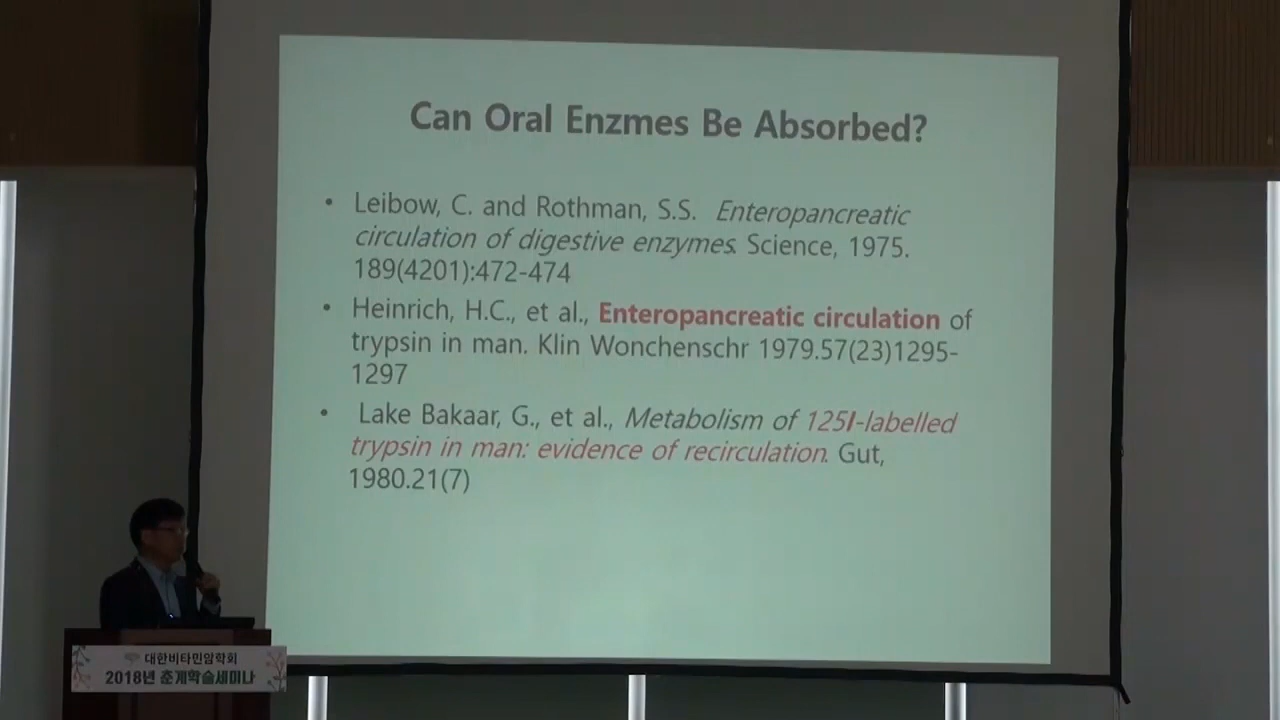 Can Oral Enzmes Be Absorbed?
• Leibow, C. and Rothman, S.S. Enteropancreatic
circulation of digestive enzymes. Science, 1975.
189(4201):472-474
• Heinrich, H.C., et al., Enteropancreatic circulation of
trypsin in man. Klin Wonchenschr 1979.57(23)1295-
1297
• Lake Bakaar, G., et al., Metabolism of 125I-labelled
trypsin in man: evidence of recirculation. Gut,
1980.21(7)
대한비타민암학회
2018년 춘계학술세미나